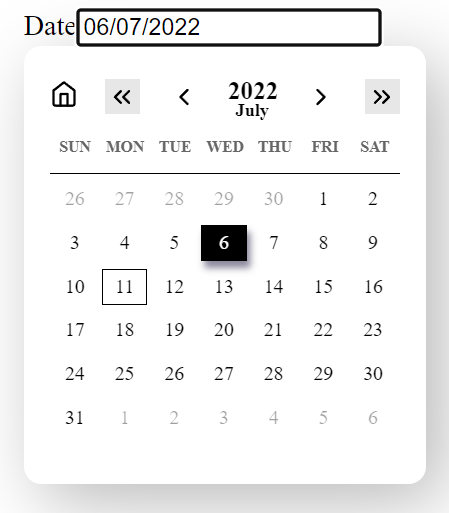 Date 06/07/2022
2022
July
SUN MON TUE WED THU FRI SAT
26 27 28 29 30 1 2
3 4 5 6 7 8 9
10 11 12 13 14 15 16
17 18 19 20 21 22 23
24 25 26 27 28 29 30
31 1 2 3 4 5 6